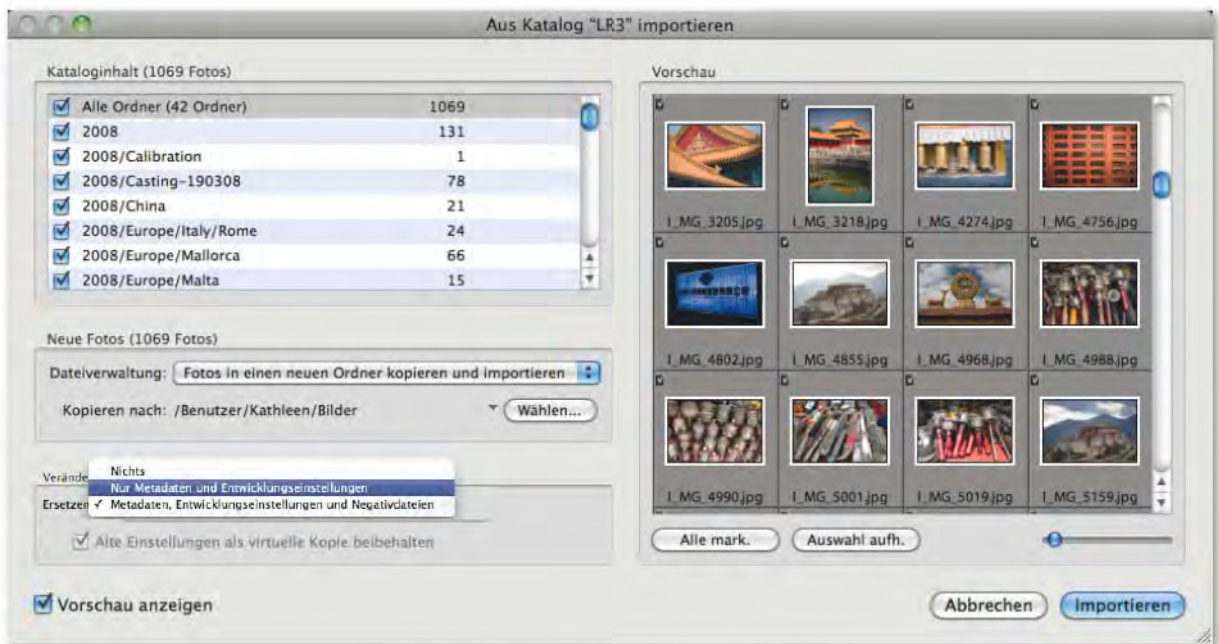 Aus Katalog "LR3" importieren
Kataloginhalt (1069 Fotos)
Alle Ordner (42 Ordner) 1069
2008 131
2008/Calibration 1
2008/Casting-190308 78
2008/China 21
2008/Europe/Italy/Rome 24
2008/Europe/Mallorca 66
2008/Europe/Malta 15
Neue Fotos (1069 Fotos)
Dateiverwaltung: Fotos in einen neuen Ordner kopieren und importieren
Kopieren nach: /Benutzer/Kathleen/Bilder Wählen...
Verände
Nichts
Nur Metadaten und Entwicklungseinstellungen
Ersetzen ✓ Metadaten, Entwicklungseinstellungen und Negativdateien
Alte Einstellungen als virtuelle Kopie beibehalten
Vorschau anzeigen
Vorschau
I_MG_3205.jpg I_MG_3218.jpg I_MG_4274.jpg I_MG_4756.jpg
I_MG_4802.jpg I_MG_4855.jpg I_MG_4968.jpg I_MG_4988.jpg
I_MG_4990.jpg I_MG_5001.jpg I_MG_5019.jpg I_MG_5159.jpg
Alle mark. Auswahl aufh.
Abbrechen Importieren